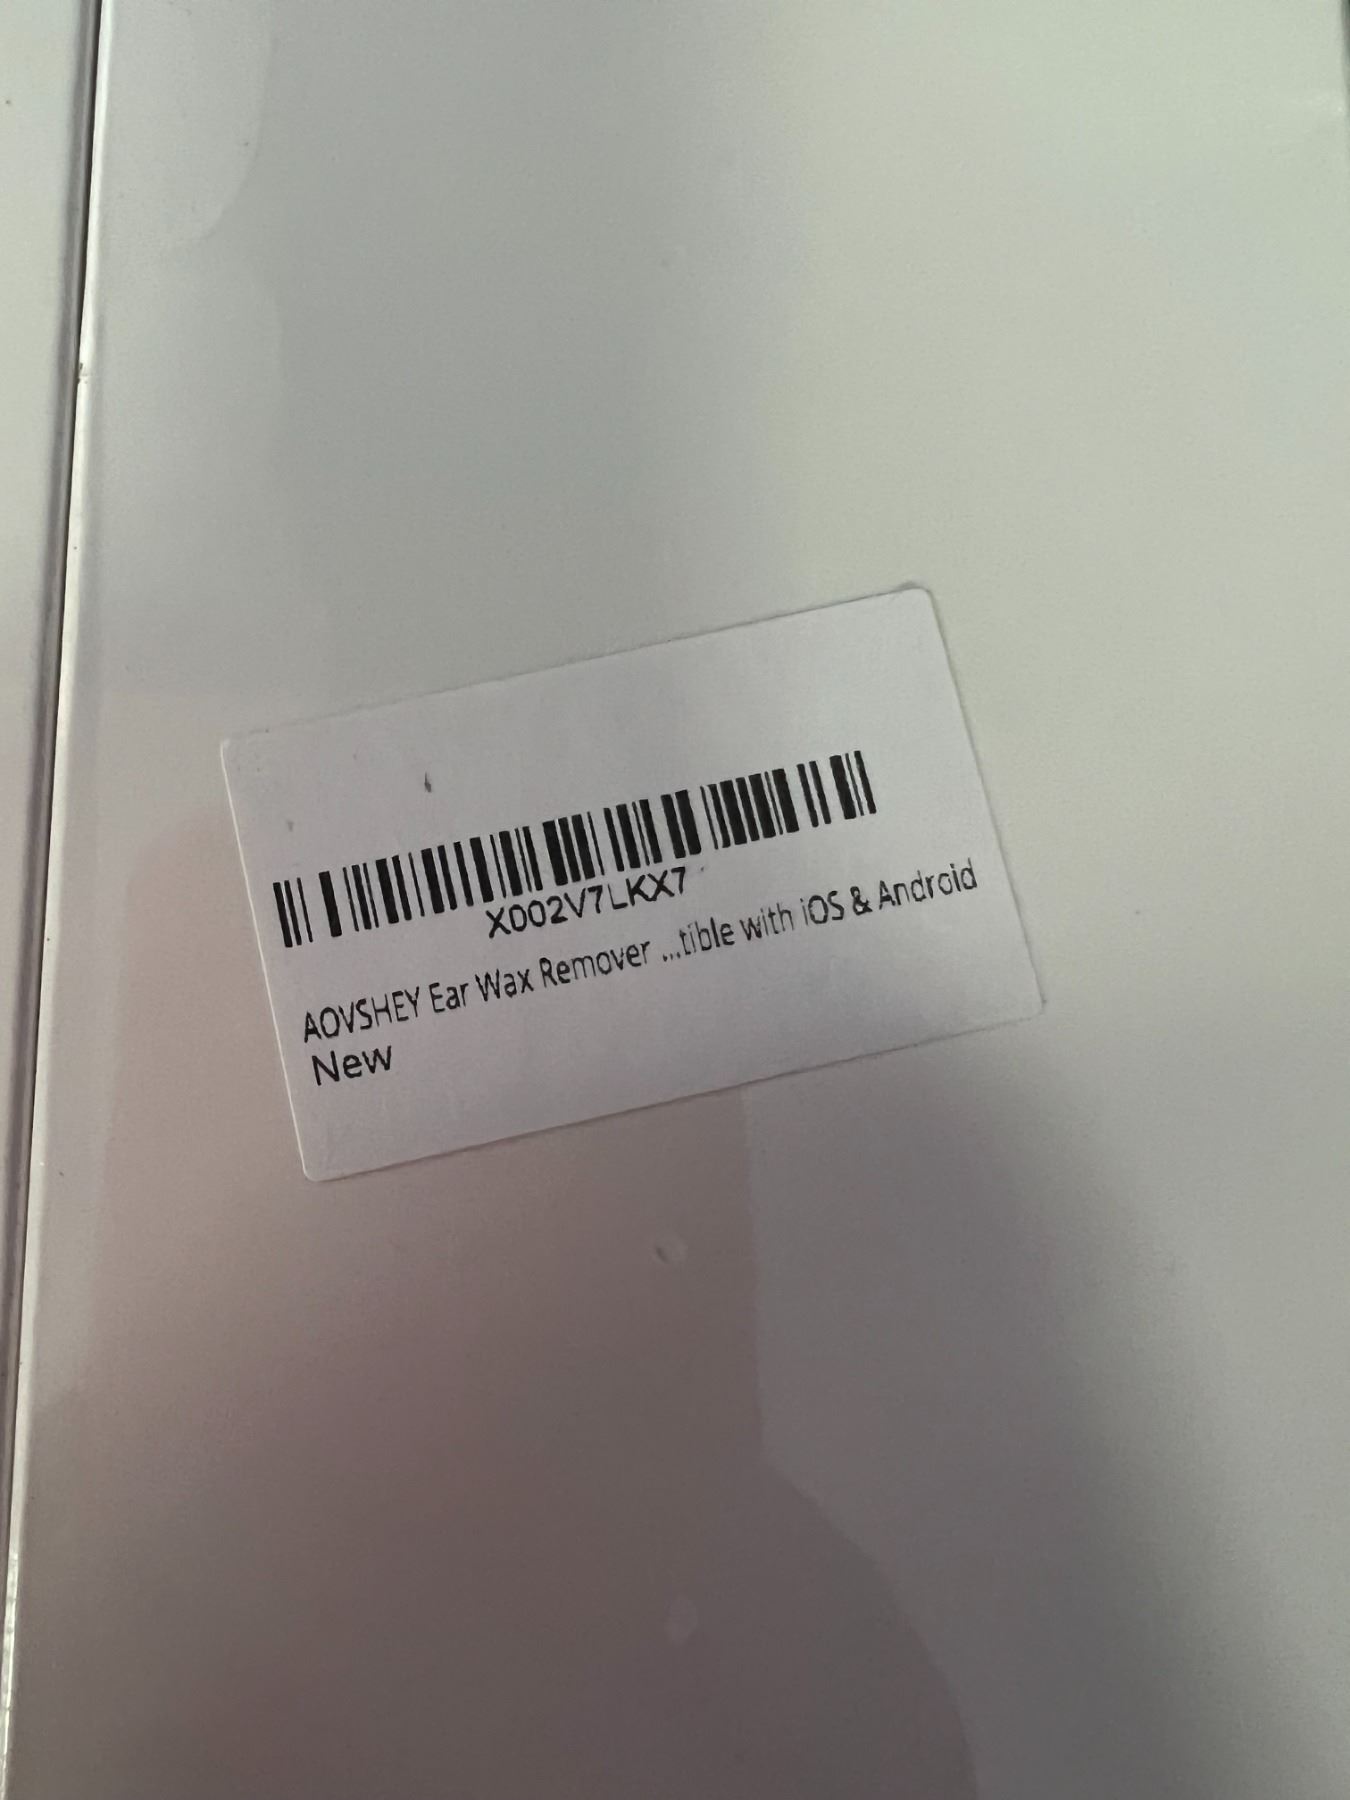 X002V7LKX7
AOVSHEY Ear Wax Remover ...tible with iOS & Android
New